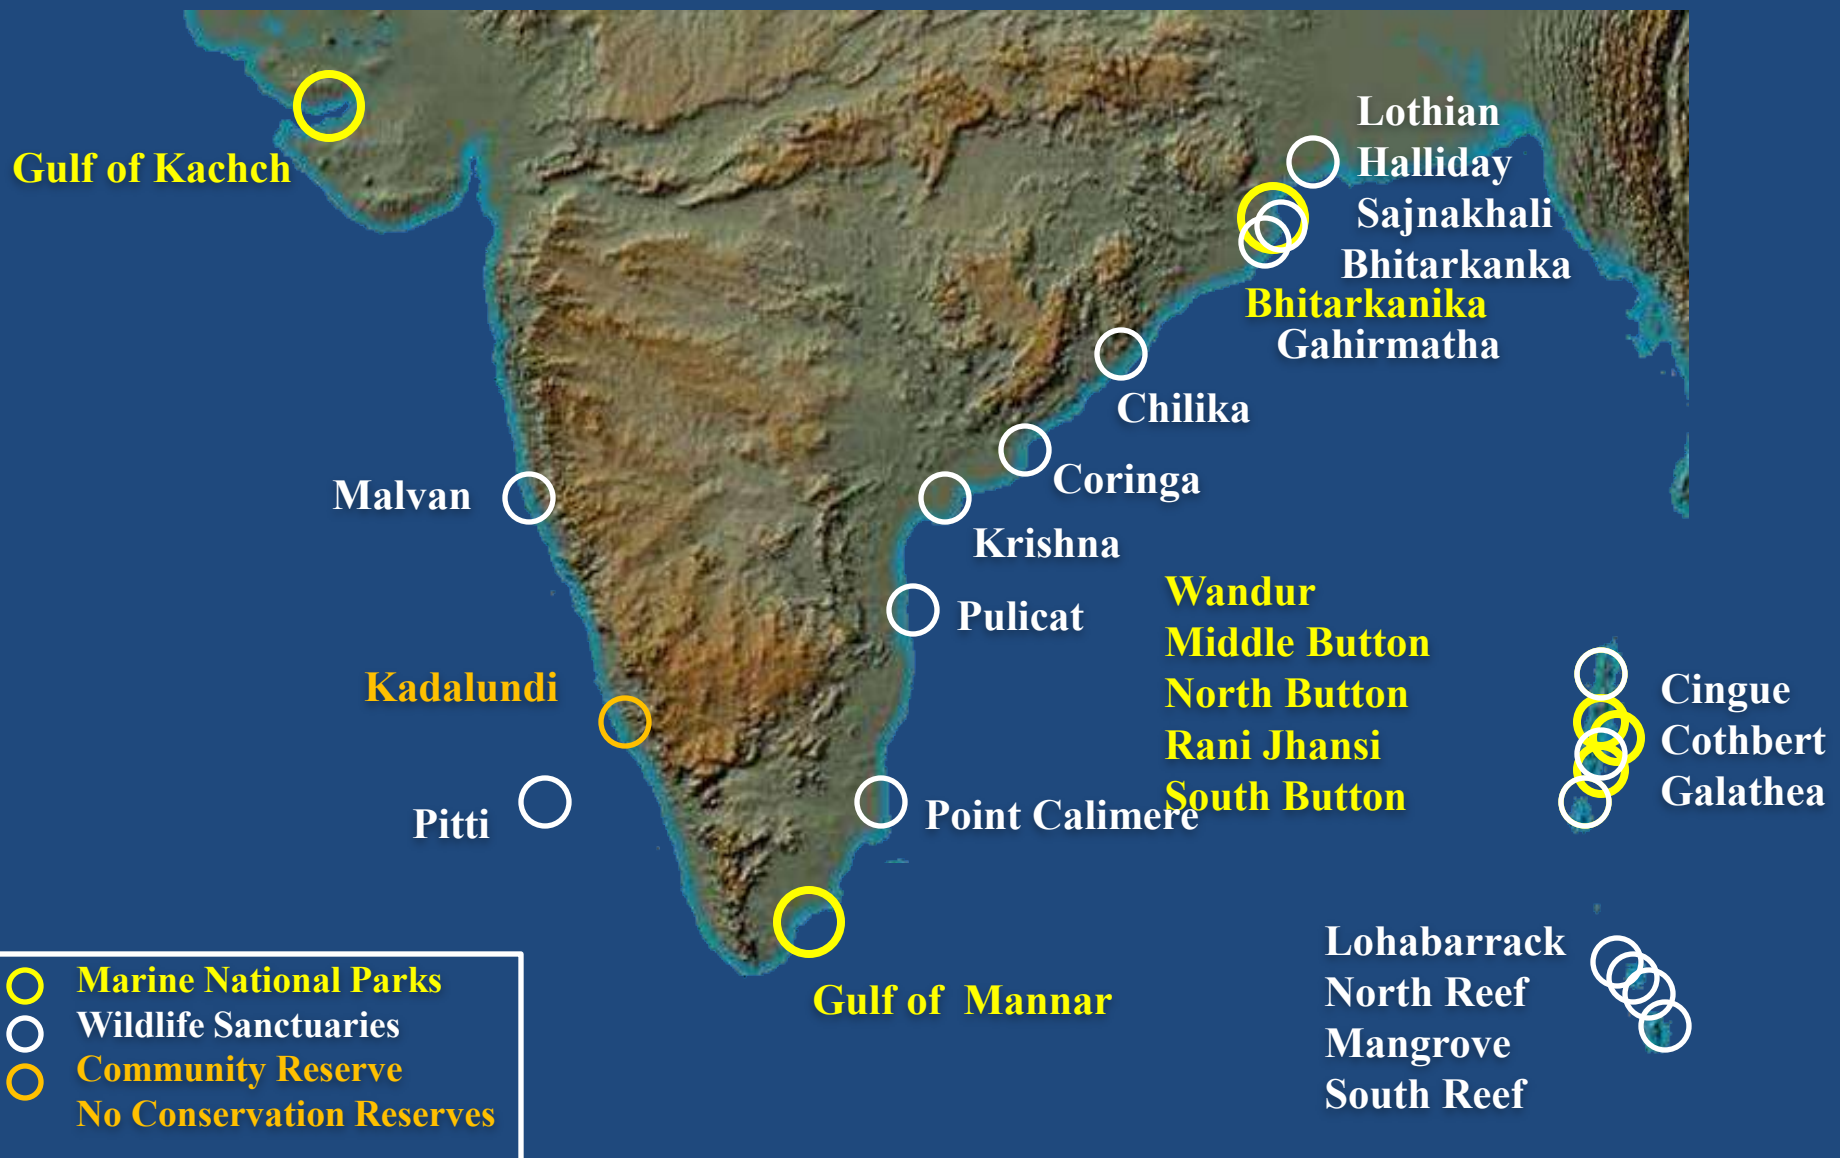 Lothian
Halliday
Sajnakhali
Bhitarkanka
Bhitarkanika
Gahirmatha
Gulf of Kachch
Chilika
Coringa
Malvan
Krishna
Pulicat
Wandur
Middle Button
North Button
Rani Jhansi
South Button
Kadalundi
Cingue
Cothbert
Galathea
Pitti
Point Calimere
Gulf of Mannar
Lohabarrack
North Reef
Mangrove
South Reef
Marine National Parks
Wildlife Sanctuaries
Community Reserve
No Conservation Reserves